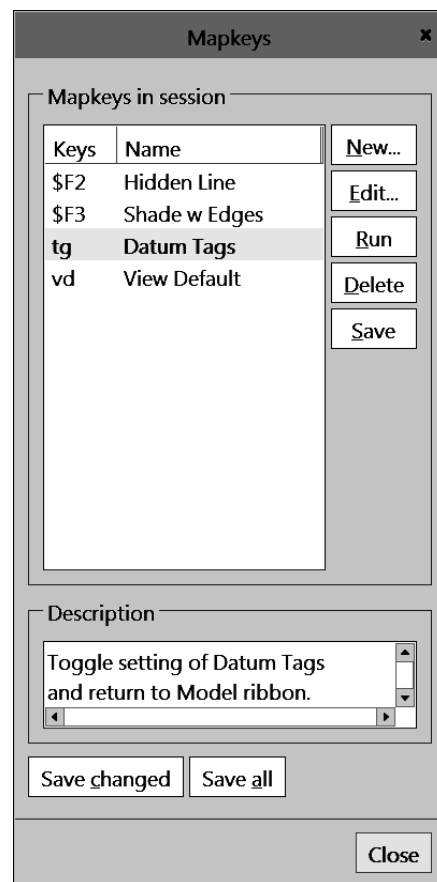 Mapkeys
Mapkeys in session
Keys Name
$F2 Hidden Line
$F3 Shade w Edges
tg Datum Tags
vd View Default
New...
Edit...
Run
Delete
Save
Description
Toggle setting of Datum Tags
and return to Model ribbon.
Save changed Save all
Close